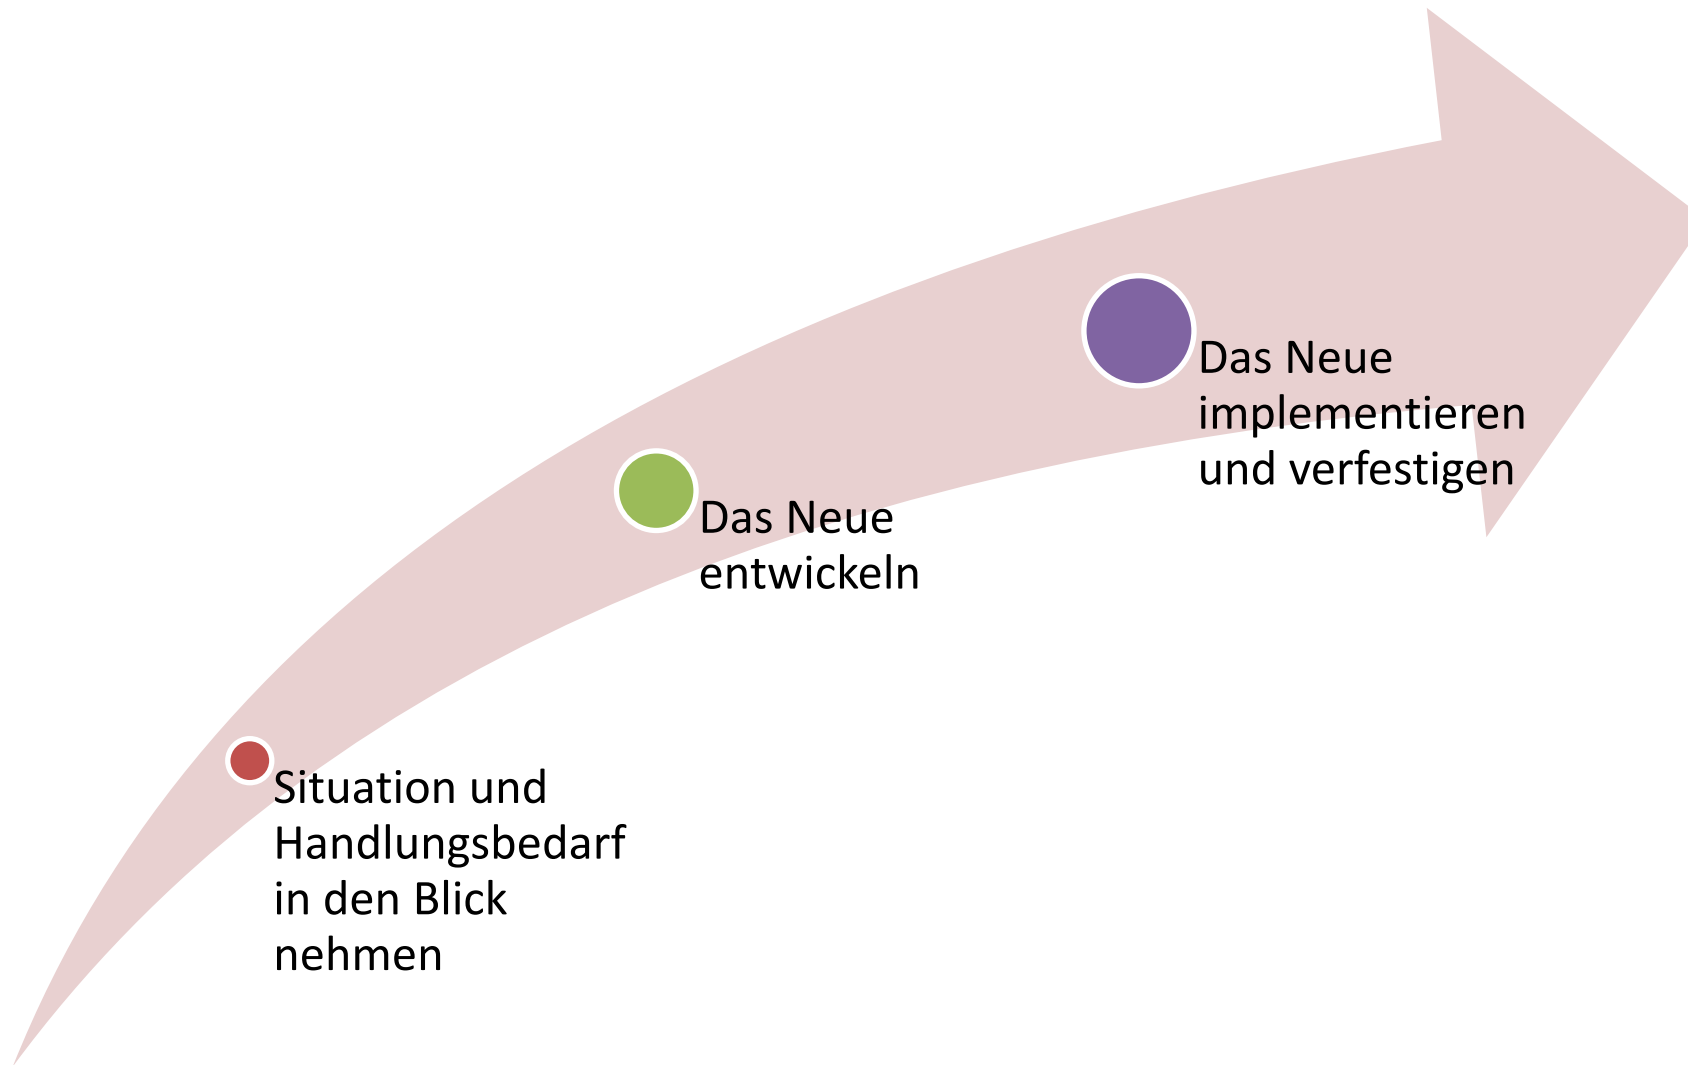 Situation und
Handlungsbedarf
in den Blick
nehmen
Das Neue
entwickeln
Das Neue
implementieren
und verfestigen